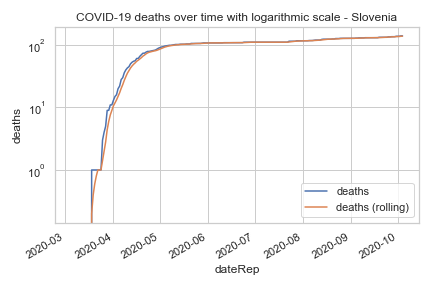 COVID-19 deaths over time with logarithmic scale - Slovenia
deaths
10²
10¹
10⁰
deaths
deaths (rolling)
2020-03
2020-04
2020-05
2020-06
2020-07
2020-08
2020-09
2020-10
dateRep